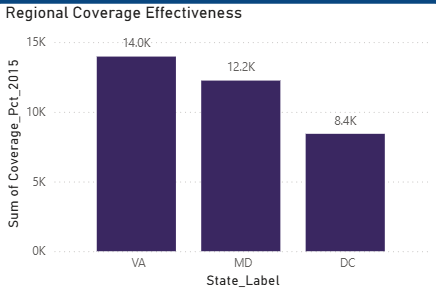 Regional Coverage Effectiveness
Sum of Coverage_Pct_2015
15K
10K
5K
0K
14.0K
12.2K
8.4K
VA
MD
DC
State_Label